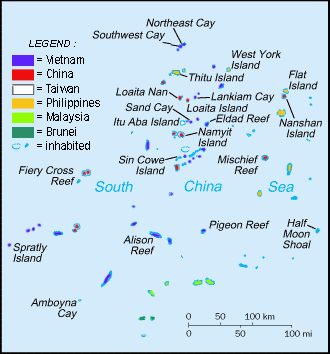 Northeast Cay
Southwest Cay
LEGEND :
= Vietnam
= China
= Taiwan
= Philippines
= Malaysia
= Brunei
= inhabited
West York
Island
Thitu Island
Flat
Island
Loaita Nan
Lankiam Cay
Loaita Island
Sand Cay
Eldad Reef
Itu Aba Island
Nanshan
Island
Namyit
Island
Sin Cowe
Island
Mischief
Reef
Fiery Cross
Reef
South China Sea
Spratly
Island
Alison
Reef
Pigeon Reef
Half
Moon
Shoal
Amboyna
Cay
0 50 100 km
0 50 100 mi